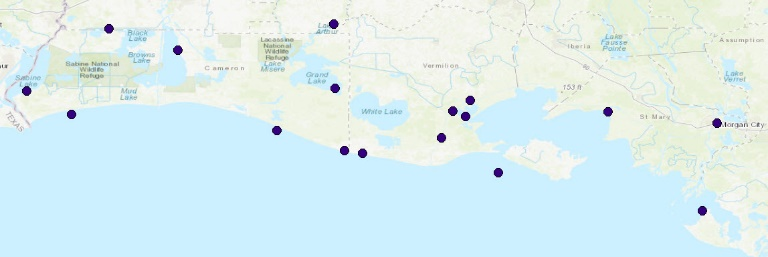 Black
Lake
Browns
Lake
Sabine National
Wildlife
Refuge
Mud
Lake
Sabine
Lake
TEXAS
Cameron
Lacassine
National
Wildlife
Refuge
Lake
Misere
Lake
Arthur
Grand
Lake
White Lake
Vermilion
Iberia
Lake
Fausse
Pointe
153 ft
St Mary
Assumption
Lake
Verret
Morgan City